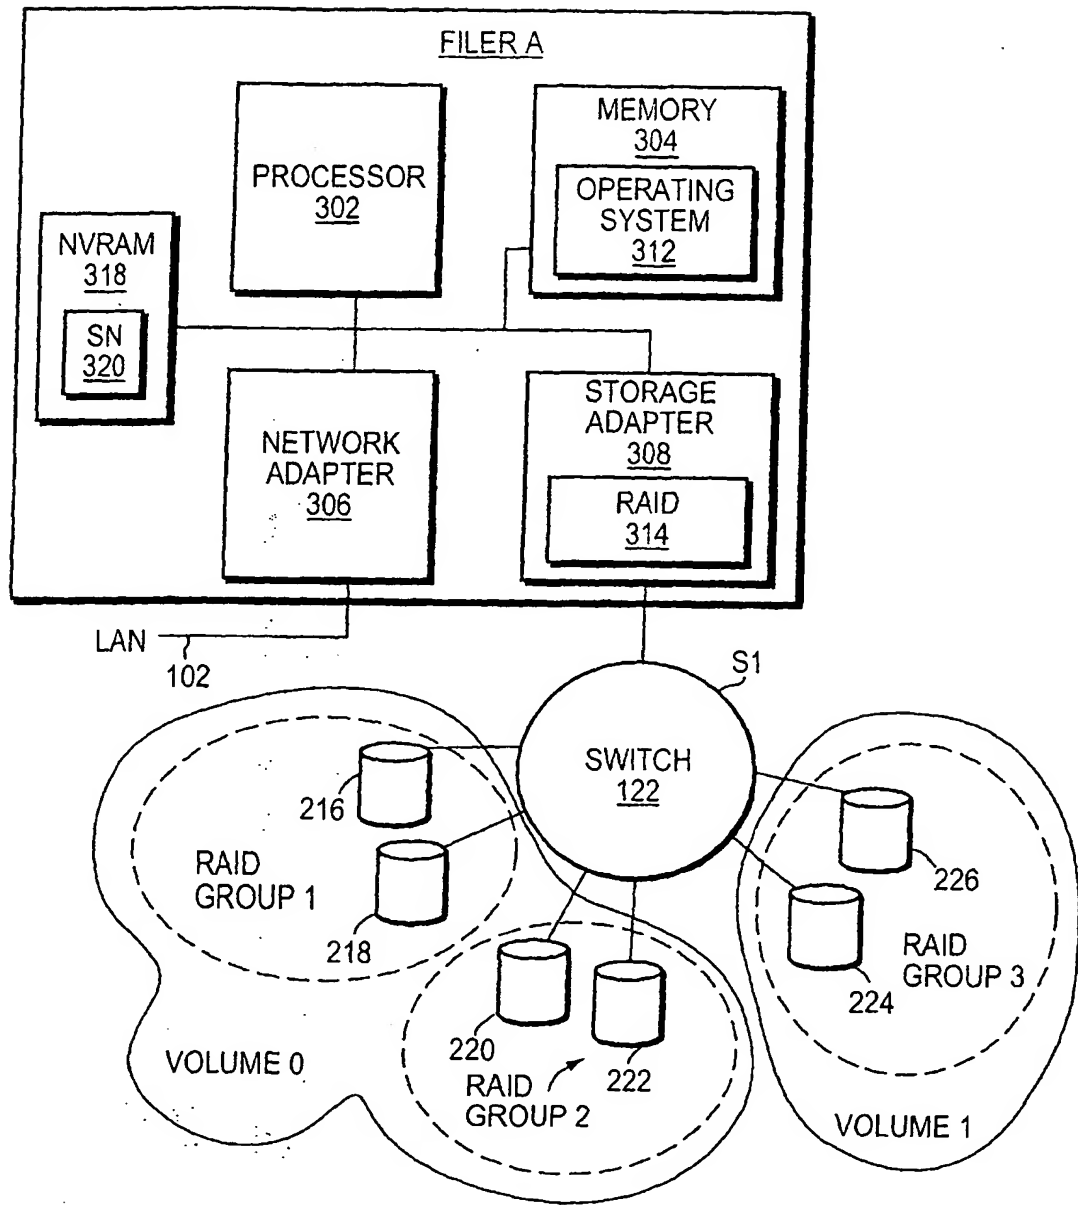 FILER A
PROCESSOR
302
MEMORY
304
OPERATING
SYSTEM
312
NVRAM
318
SN
320
NETWORK
ADAPTER
306
STORAGE
ADAPTER
308
RAID
314
LAN
102
S1
SWITCH
122
216
218
RAID
GROUP 1
226
224
RAID
GROUP 3
220
222
RAID
GROUP 2
VOLUME 0
VOLUME 1